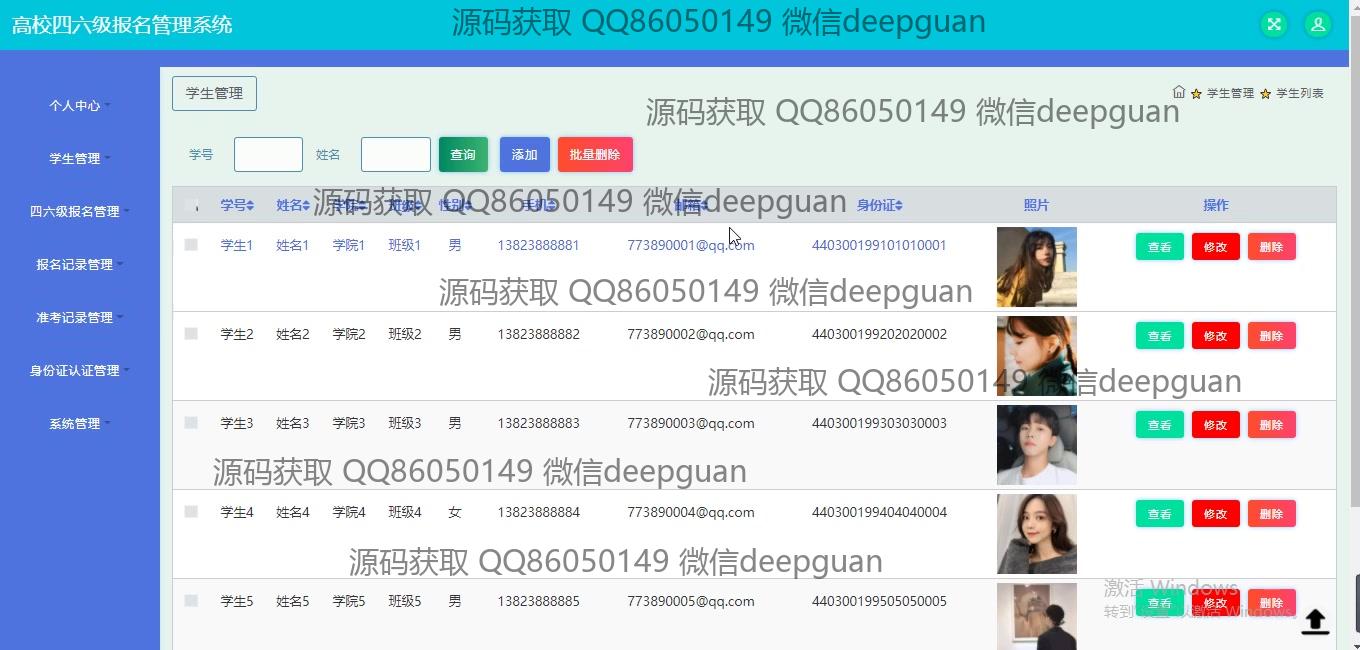 高校四六级报名管理系统
源码获取 QQ86050149 微信deepguan
个人中心
学生管理
四六级报名管理
报名记录管理
准考记录管理
身份证认证管理
系统管理
学生管理
学生管理 学生列表
源码获取 QQ86050149 微信deepguan
学号 姓名 查询 添加 批量删除
学号 姓名 学院 班级 性别 手机 邮箱 身份证 照片 操作
源码获取 QQ86050149 微信deepguan
学生1 姓名1 学院1 班级1 男 13823888881 773890001@qq.com 440300199101010001 查看 修改 删除
源码获取 QQ86050149 微信deepguan
学生2 姓名2 学院2 班级2 男 13823888882 773890002@qq.com 440300199202020002 查看 修改 删除
源码获取 QQ86050149 微信deepguan
学生3 姓名3 学院3 班级3 男 13823888883 773890003@qq.com 440300199303030003 查看 修改 删除
源码获取 QQ86050149 微信deepguan
学生4 姓名4 学院4 班级4 女 13823888884 773890004@qq.com 440300199404040004 查看 修改 删除
源码获取 QQ86050149 微信deepguan
激活 Windows
学生5 姓名5 学院5 班级5 男 13823888885 773890005@qq.com 440300199505050005 查看 修改 删除
转到"设置"以激活 Windows。